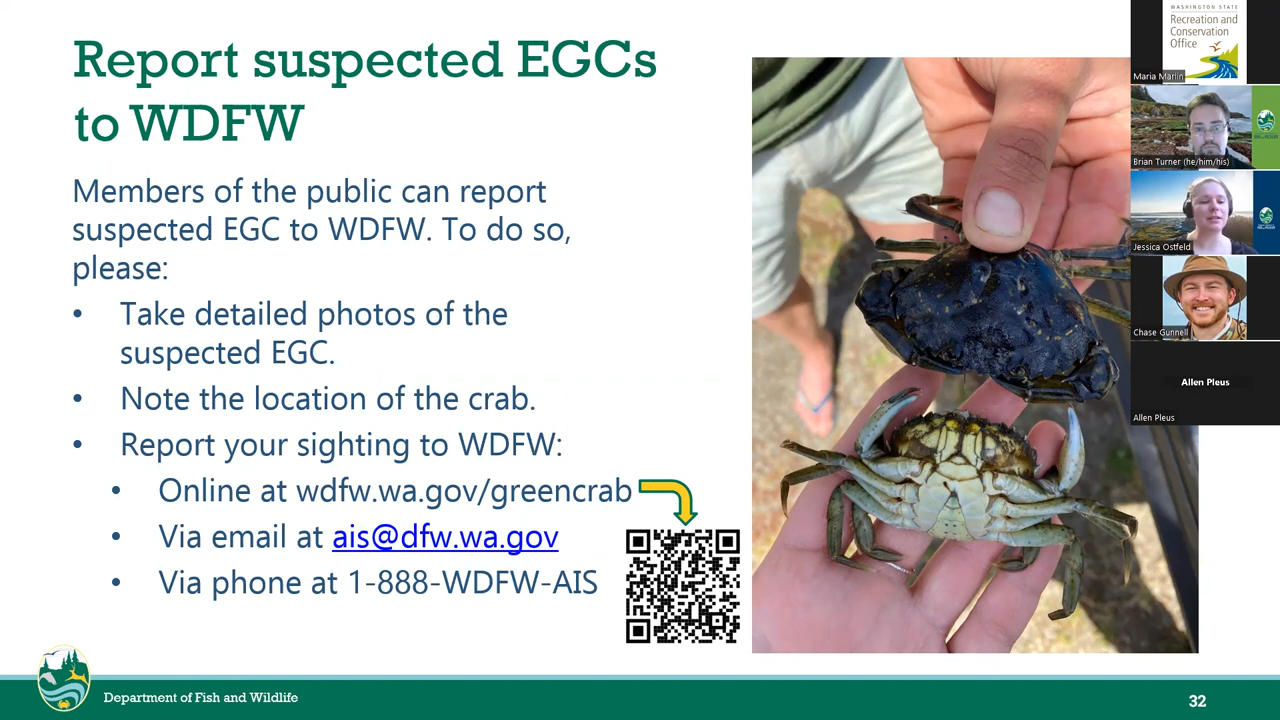 Report suspected EGCs
to WDFW
Members of the public can report
suspected EGC to WDFW. To do so,
please:
• Take detailed photos of the
suspected EGC.
• Note the location of the crab.
• Report your sighting to WDFW:
• Online at wdfw.wa.gov/greencrab
• Via email at ais@dfw.wa.gov
• Via phone at 1-888-WDFW-AIS
Department of Fish and Wildlife
32
WASHINGTON STATE
Recreation and
Conservation
Office
Maria Marlin
Brian Turner (he/him/his)
Jessica Ostfeld
Chase Gunnell
Allen Pleus
Allen Pleus